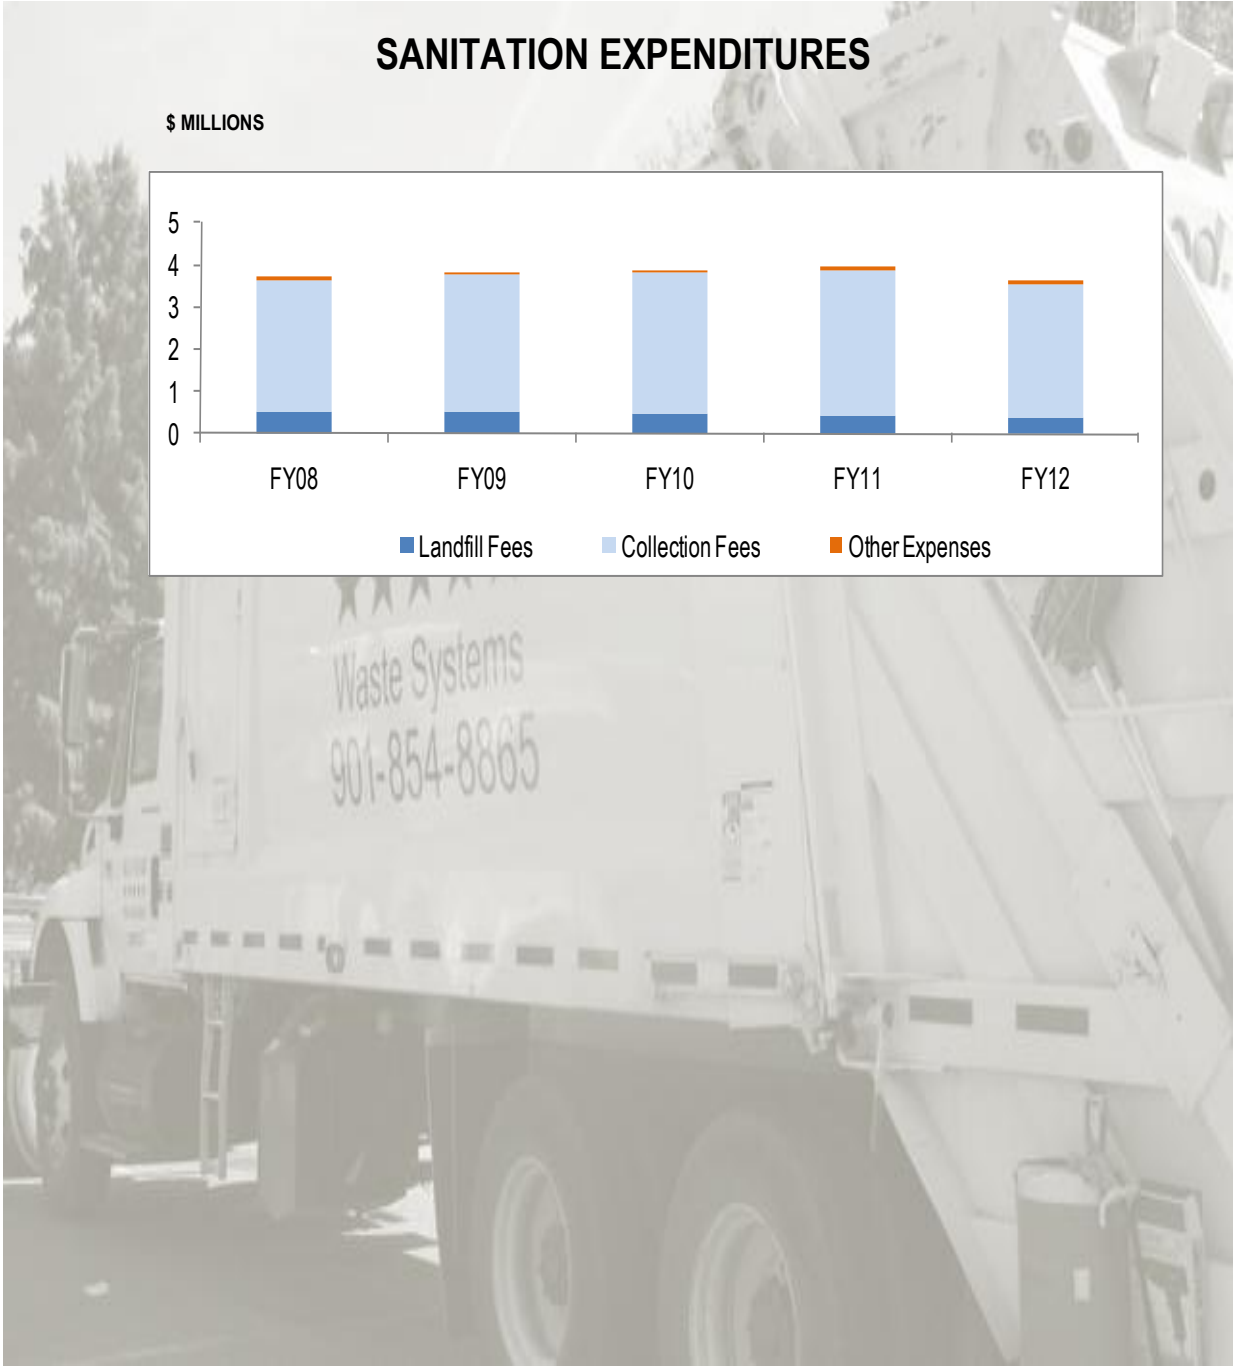 SANITATION EXPENDITURES
$ MILLIONS
5
4
3
2
1
0
FY08 FY09 FY10 FY11 FY12
Landfill Fees Collection Fees Other Expenses
Waste Systems
901-854-8865